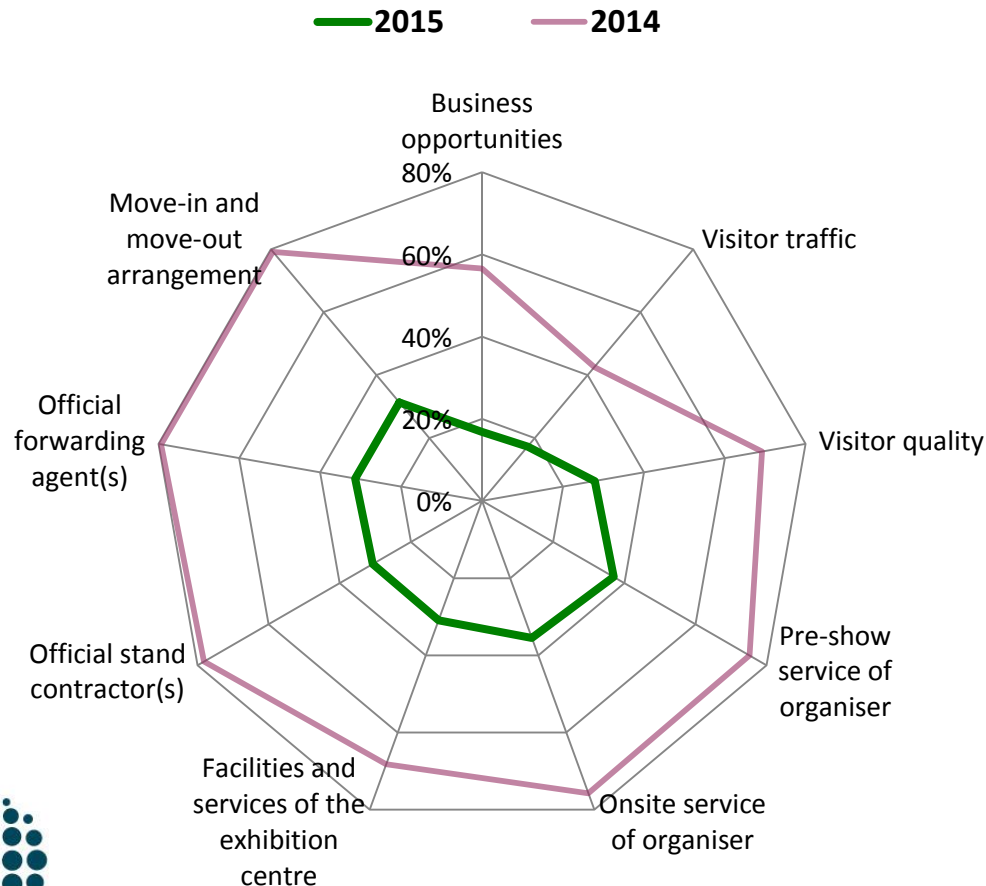 2015 2014
Business
opportunities
80%
60%
40%
20%
0%
Visitor traffic
Visitor quality
Pre-show
service of
organiser
Onsite service
of organiser
Facilities and
services of the
exhibition
centre
Official stand
contractor(s)
Official
forwarding
agent(s)
Move-in and
move-out
arrangement